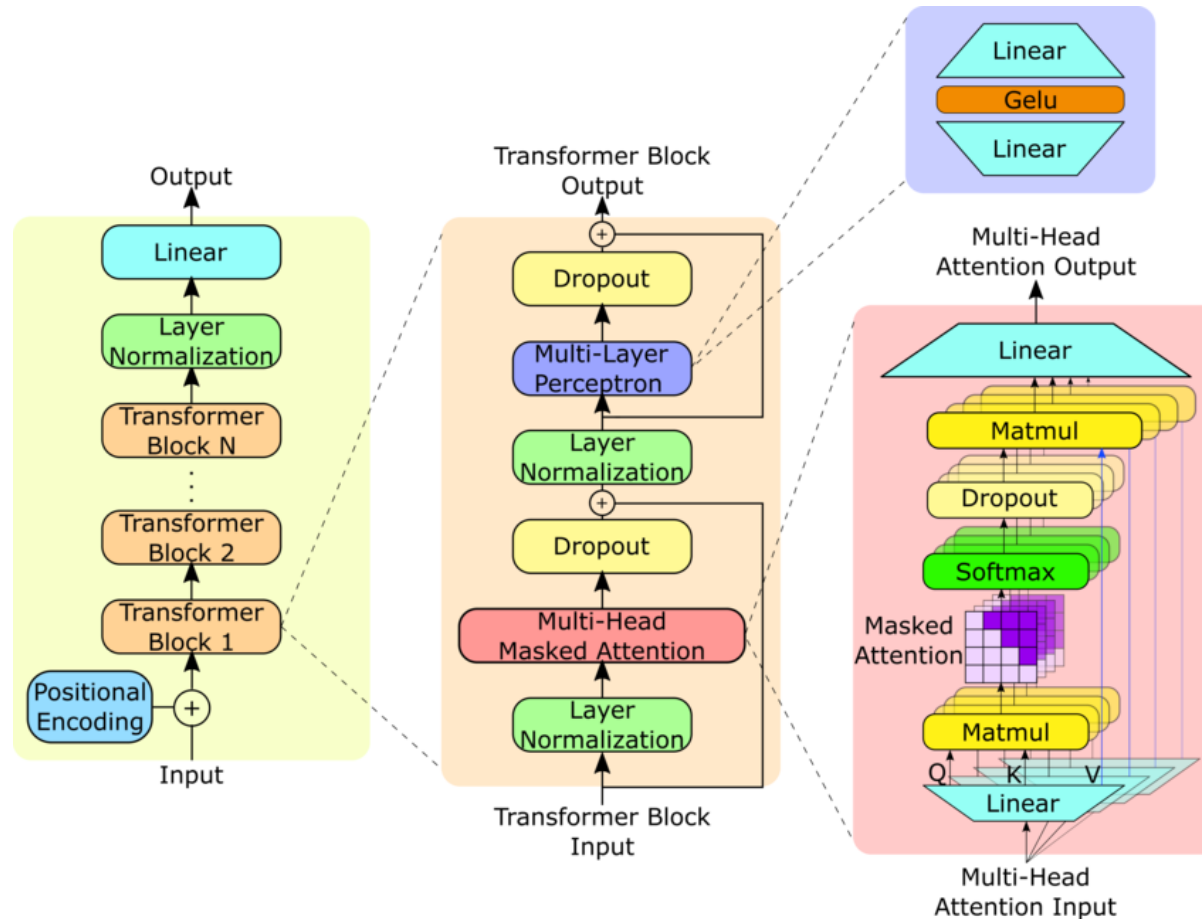 Output
Linear
Layer
Normalization
Transformer
Block N
Transformer
Block 2
Transformer
Block 1
Positional
Encoding
+
Input
Transformer Block
Output
+
Dropout
Multi-Layer
Perceptron
Layer
Normalization
+
Dropout
Multi-Head
Masked Attention
Layer
Normalization
Transformer Block
Input
Linear
Gelu
Linear
Multi-Head
Attention Output
Linear
Matmul
Dropout
Softmax
Masked
Attention
Matmul
Q K V
Linear
Multi-Head
Attention Input